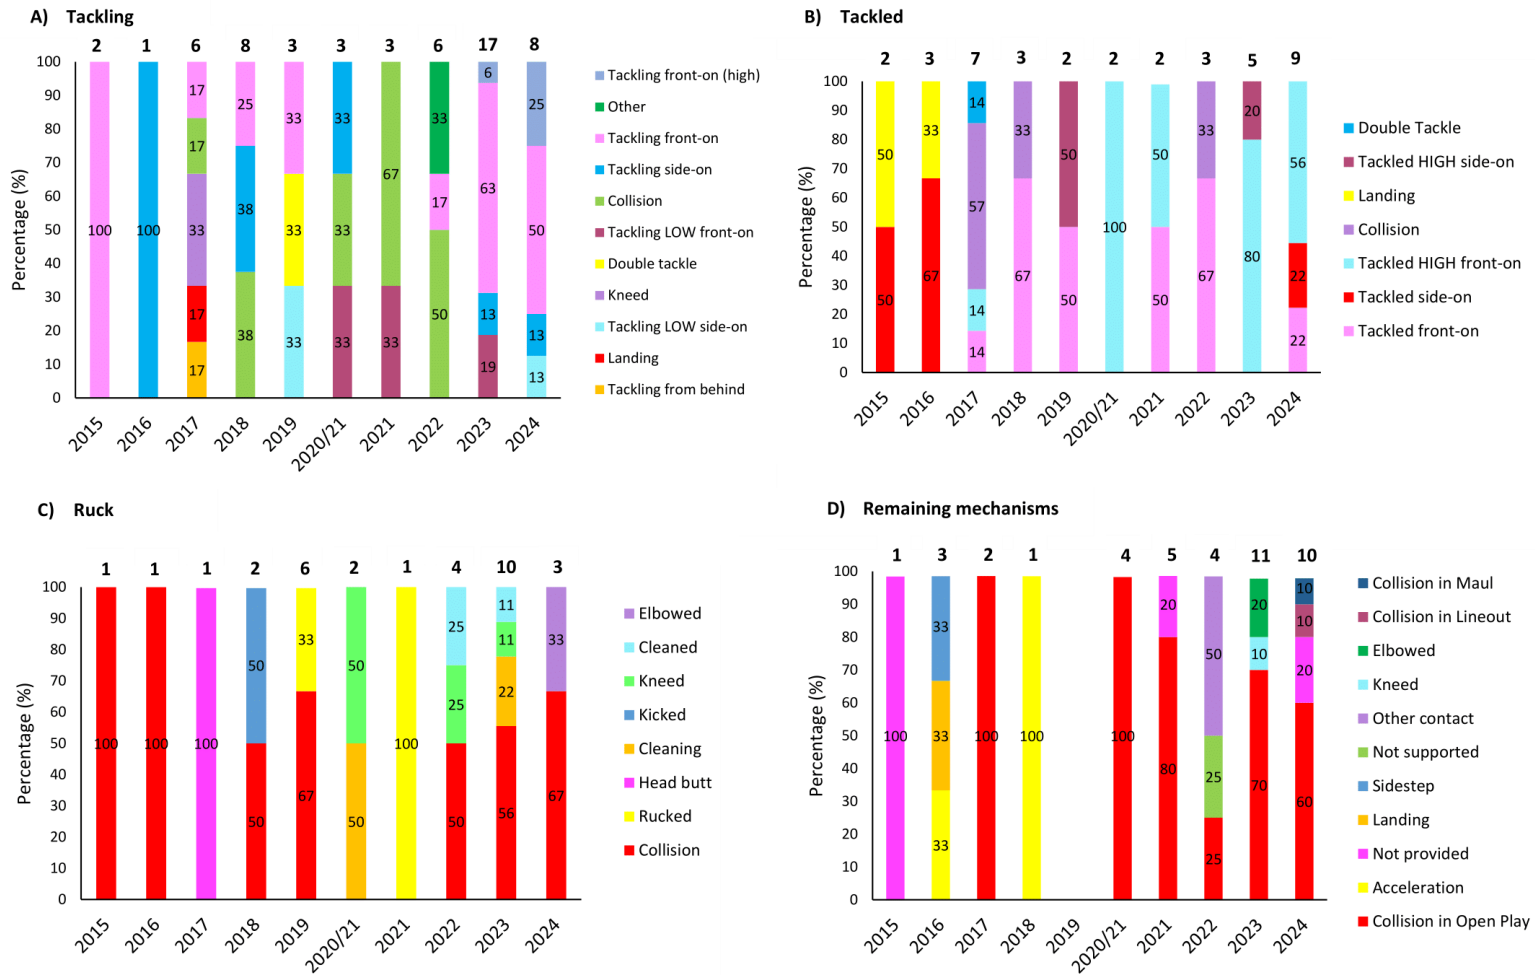 A) Tackling
2 1 6 8 3 3 3 6 17 8
Percentage (%)
100
90
80
70
60
50
40
30
20
10
0
100
100
17
17
33
17
17
25
38
38
33
33
33
33
33
33
67
33
33
17
50
6
63
13
19
25
50
13
13
2015 2016 2017 2018 2019 2020/21 2021 2022 2023 2024
Tackling front-on (high)
Other
Tackling front-on
Tackling side-on
Collision
Tackling LOW front-on
Double tackle
Kneed
Tackling LOW side-on
Landing
Tackling from behind
B) Tackled
2 3 7 3 2 2 2 3 5 9
Percentage (%)
100
90
80
70
60
50
40
30
20
10
0
50
50
33
67
14
57
14
14
33
67
50
50
100
50
50
33
67
20
80
56
22
22
2015 2016 2017 2018 2019 2020/21 2021 2022 2023 2024
Double Tackle
Tackled HIGH side-on
Landing
Collision
Tackled HIGH front-on
Tackled side-on
Tackled front-on
C) Ruck
1 1 1 2 6 2 1 4 10 3
Percentage (%)
100
90
80
70
60
50
40
30
20
10
0
100
100
100
50
50
33
67
50
50
100
25
25
50
11
11
22
56
33
67
2015 2016 2017 2018 2019 2020/21 2021 2022 2023 2024
Elbowed
Cleaned
Kneed
Kicked
Cleaning
Head butt
Rucked
Collision
D) Remaining mechanisms
1 3 2 1 4 5 4 11 10
Percentage (%)
100
90
80
70
60
50
40
30
20
10
0
100
33
33
33
100
100
100
20
80
50
25
25
20
10
70
10
10
20
60
2015 2016 2017 2018 2019 2020/21 2021 2022 2023 2024
Collision in Maul
Collision in Lineout
Elbowed
Kneed
Other contact
Not supported
Sidestep
Landing
Not provided
Acceleration
Collision in Open Play